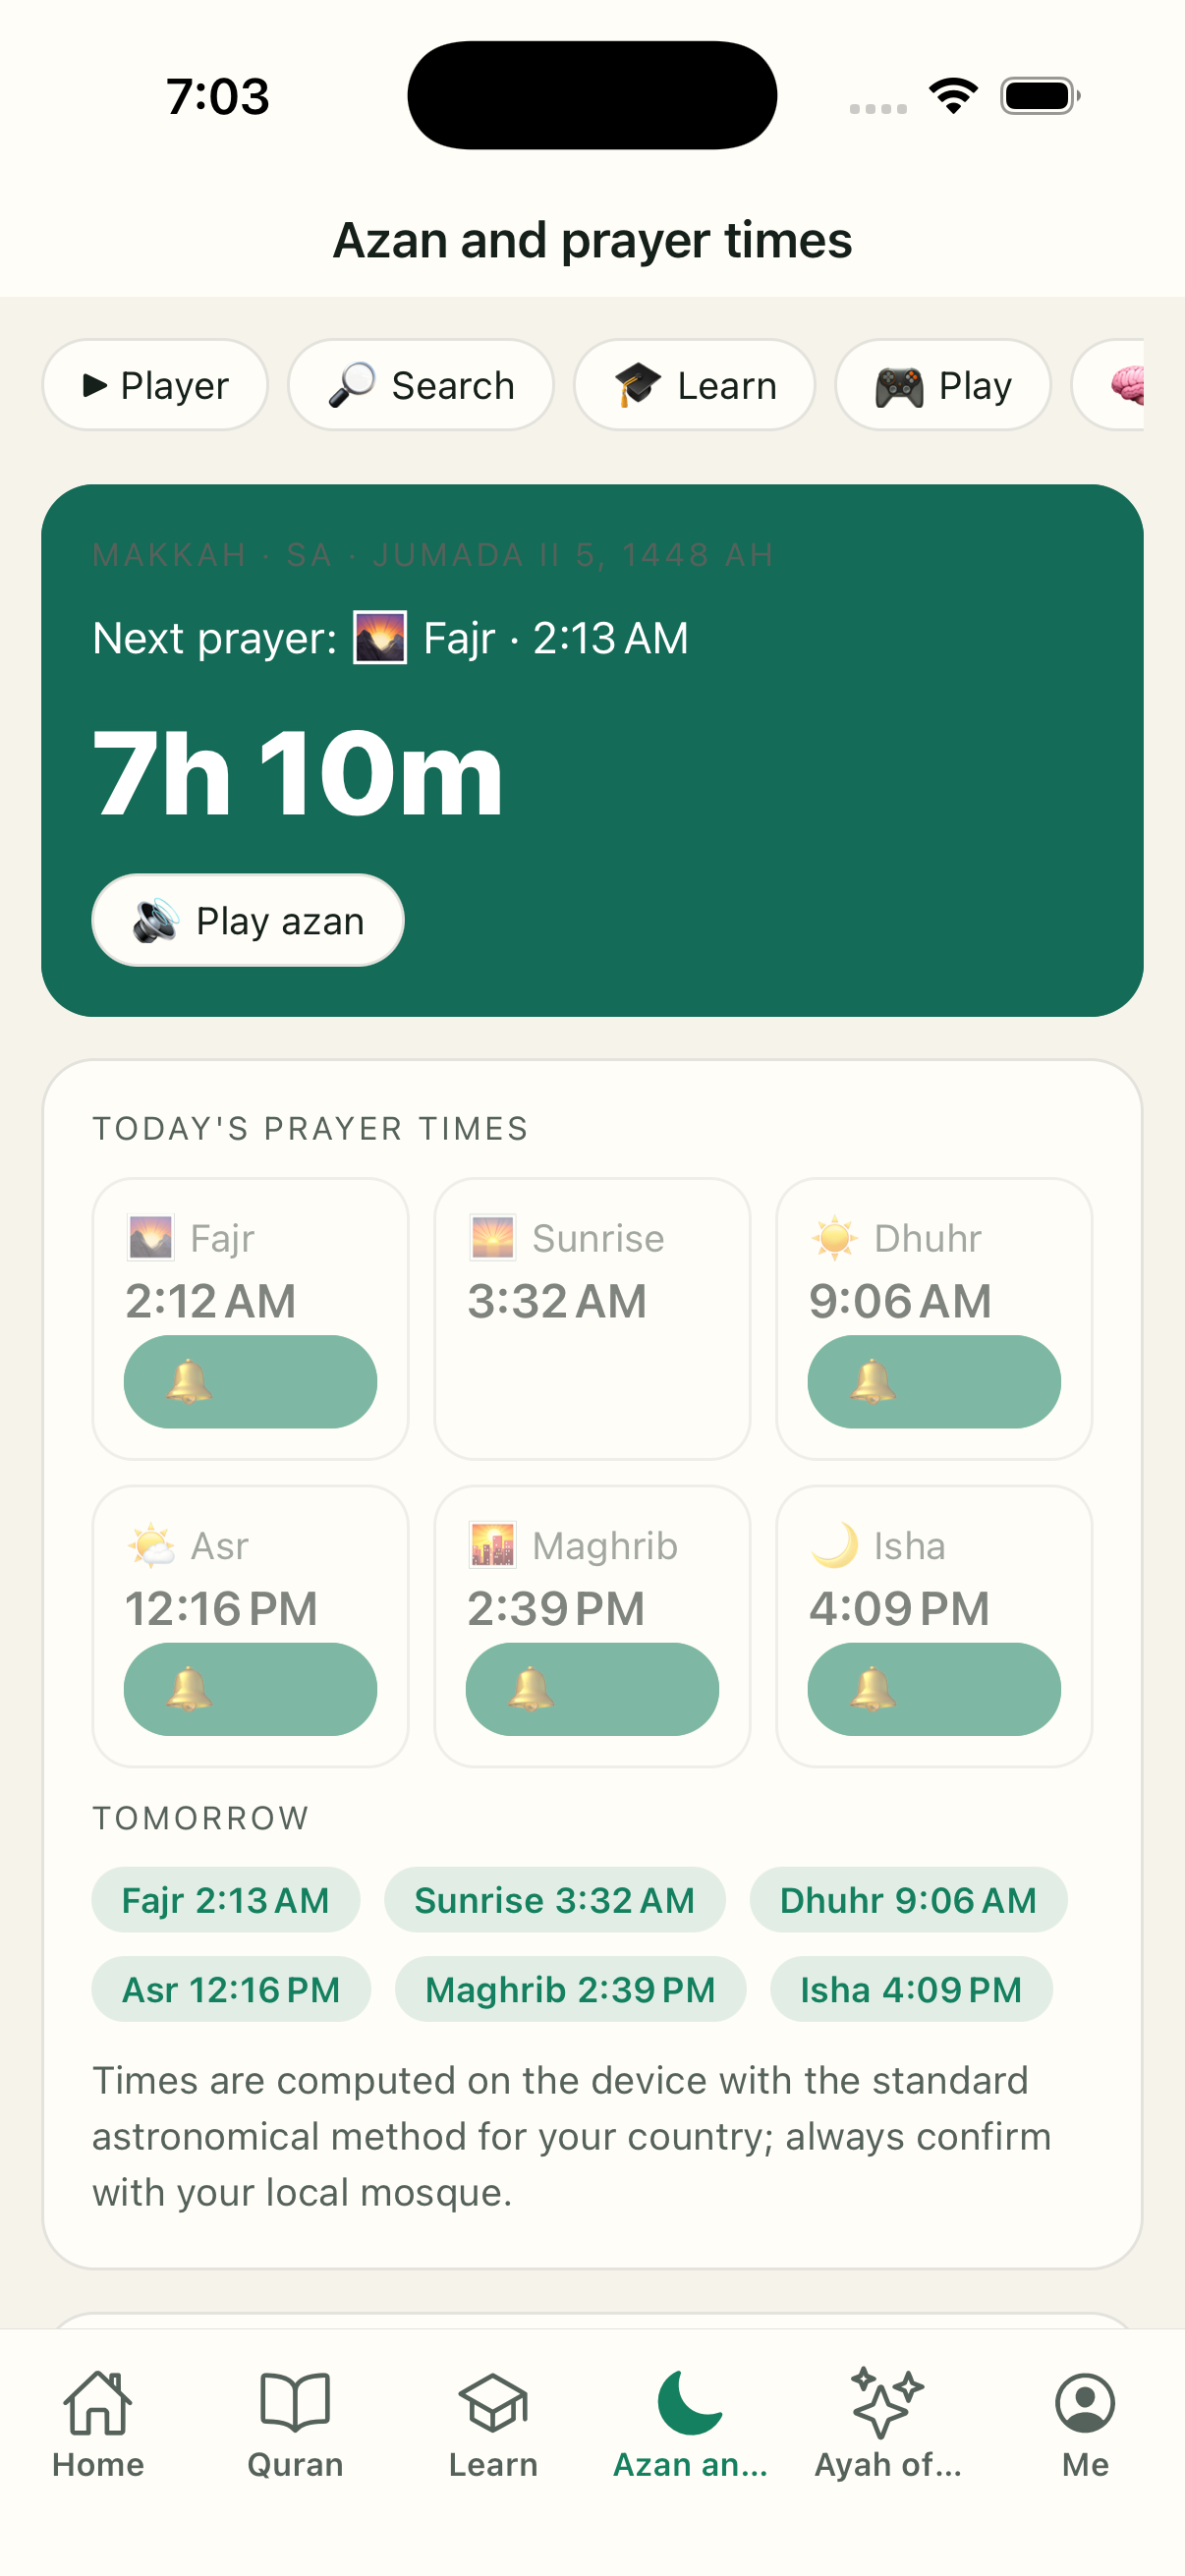 7:03
Azan and prayer times
Player
Search
Learn
Play
MAKKAH · SA · JUMADA II 5, 1448 AH
Next prayer: Fajr · 2:13 AM
7h 10m
Play azan
TODAY'S PRAYER TIMES
Fajr
2:12 AM
Sunrise
3:32 AM
Dhuhr
9:06 AM
Asr
12:16 PM
Maghrib
2:39 PM
Isha
4:09 PM
TOMORROW
Fajr 2:13 AM
Sunrise 3:32 AM
Dhuhr 9:06 AM
Asr 12:16 PM
Maghrib 2:39 PM
Isha 4:09 PM
Times are computed on the device with the standard
astronomical method for your country; always confirm
with your local mosque.
Home
Quran
Learn
Azan an...
Ayah of...
Me